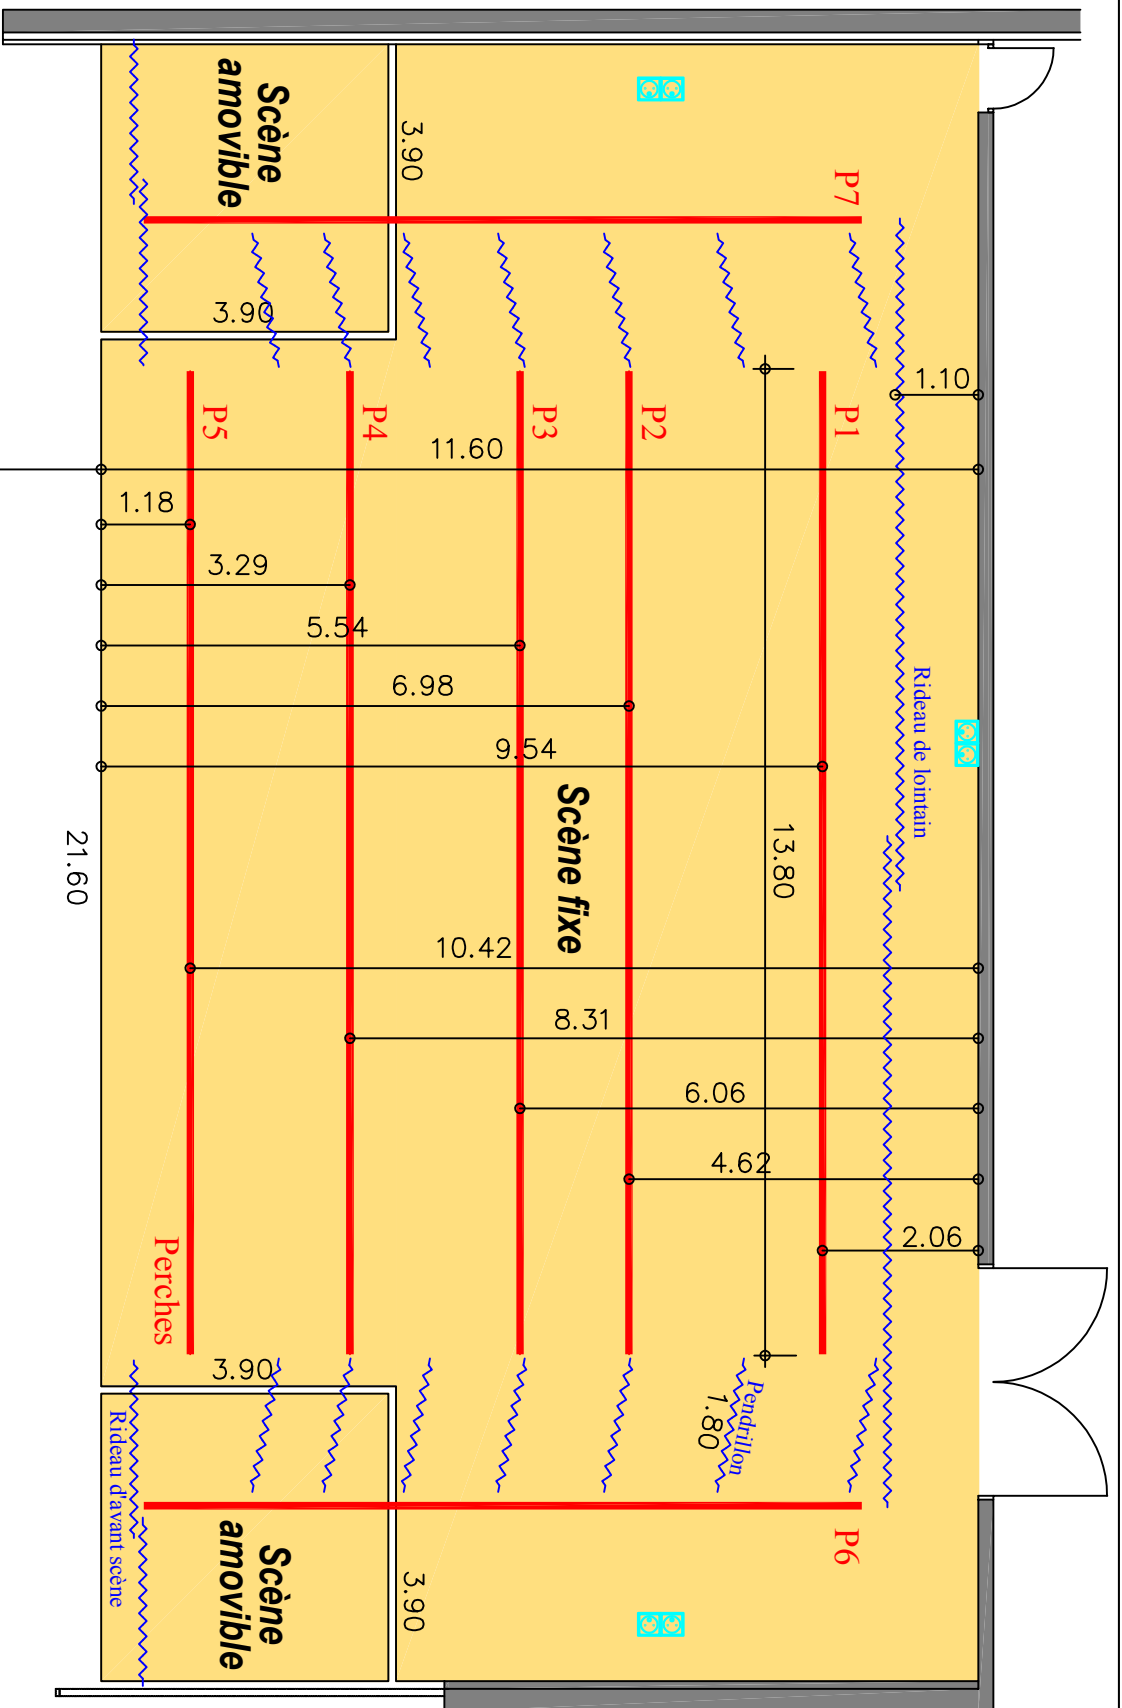 Scène
amovible
3.90
P7
3.90
1.10
P5
P4
P3
P2
P1
11.60
1.18
3.29
5.54
6.98
9.54
Rideau de lointain
Scène fixe
13.80
21.60
10.42
8.31
6.06
4.62
2.06
Perches
3.90
Pendrillon
1.80
Rideau d'avant scène
Scène
amovible
3.90
P6